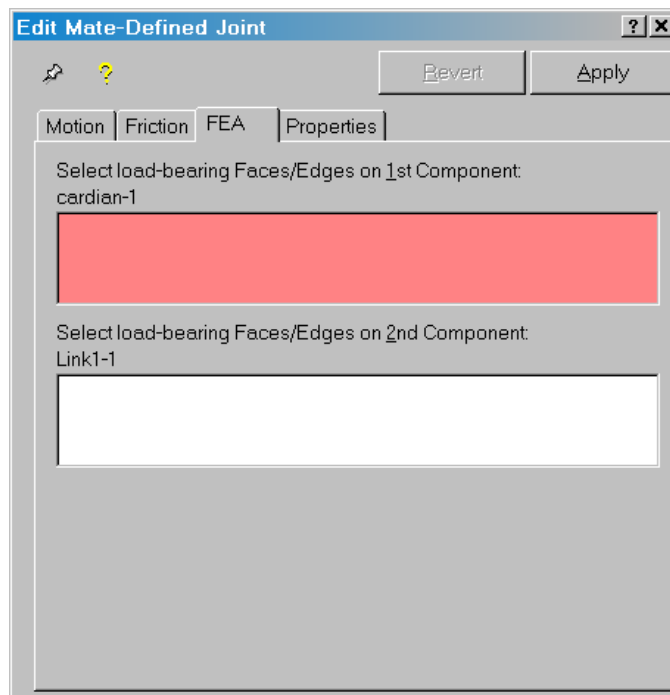 Edit Mate-Defined Joint
Revert
Apply
Motion
Friction
FEA
Properties
Select load-bearing Faces/Edges on 1st Component:
cardian-1
Select load-bearing Faces/Edges on 2nd Component:
Link1-1